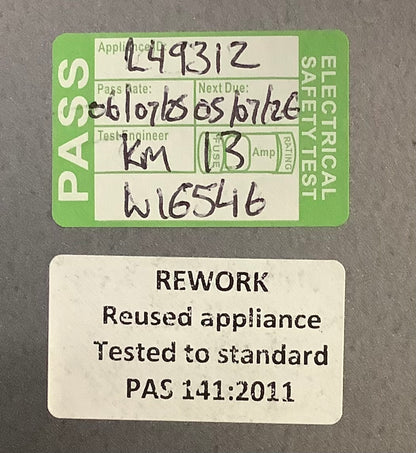 PASS
ELECTRICAL
SAFETY TEST
Appliance ID:
L49312
Pass Date: Next Due:
06/07/25 05/07/26
Test Engineer
KM 13 Amp
FUSE RATING
W16546
REWORK
Reused appliance
Tested to standard
PAS 141:2011